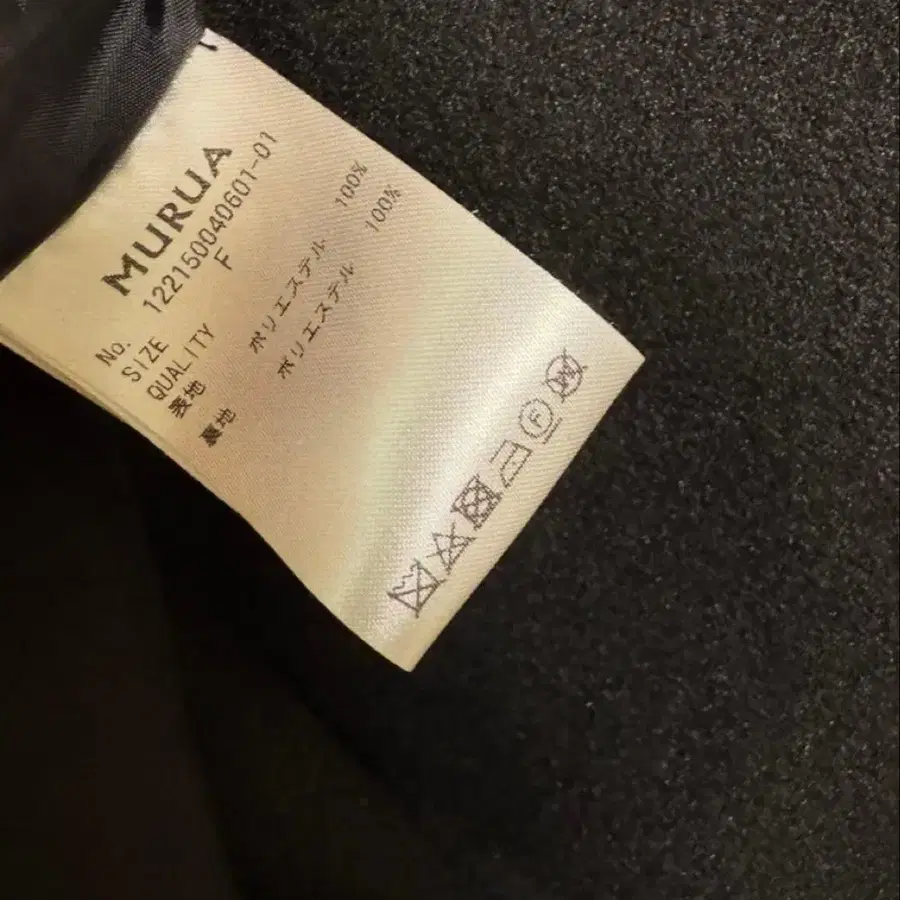 MURUA
No. 122150040601-01
SIZE F
QUALITY
表地 ポリエステル 100%
裏地 ポリエステル 100%
F
W